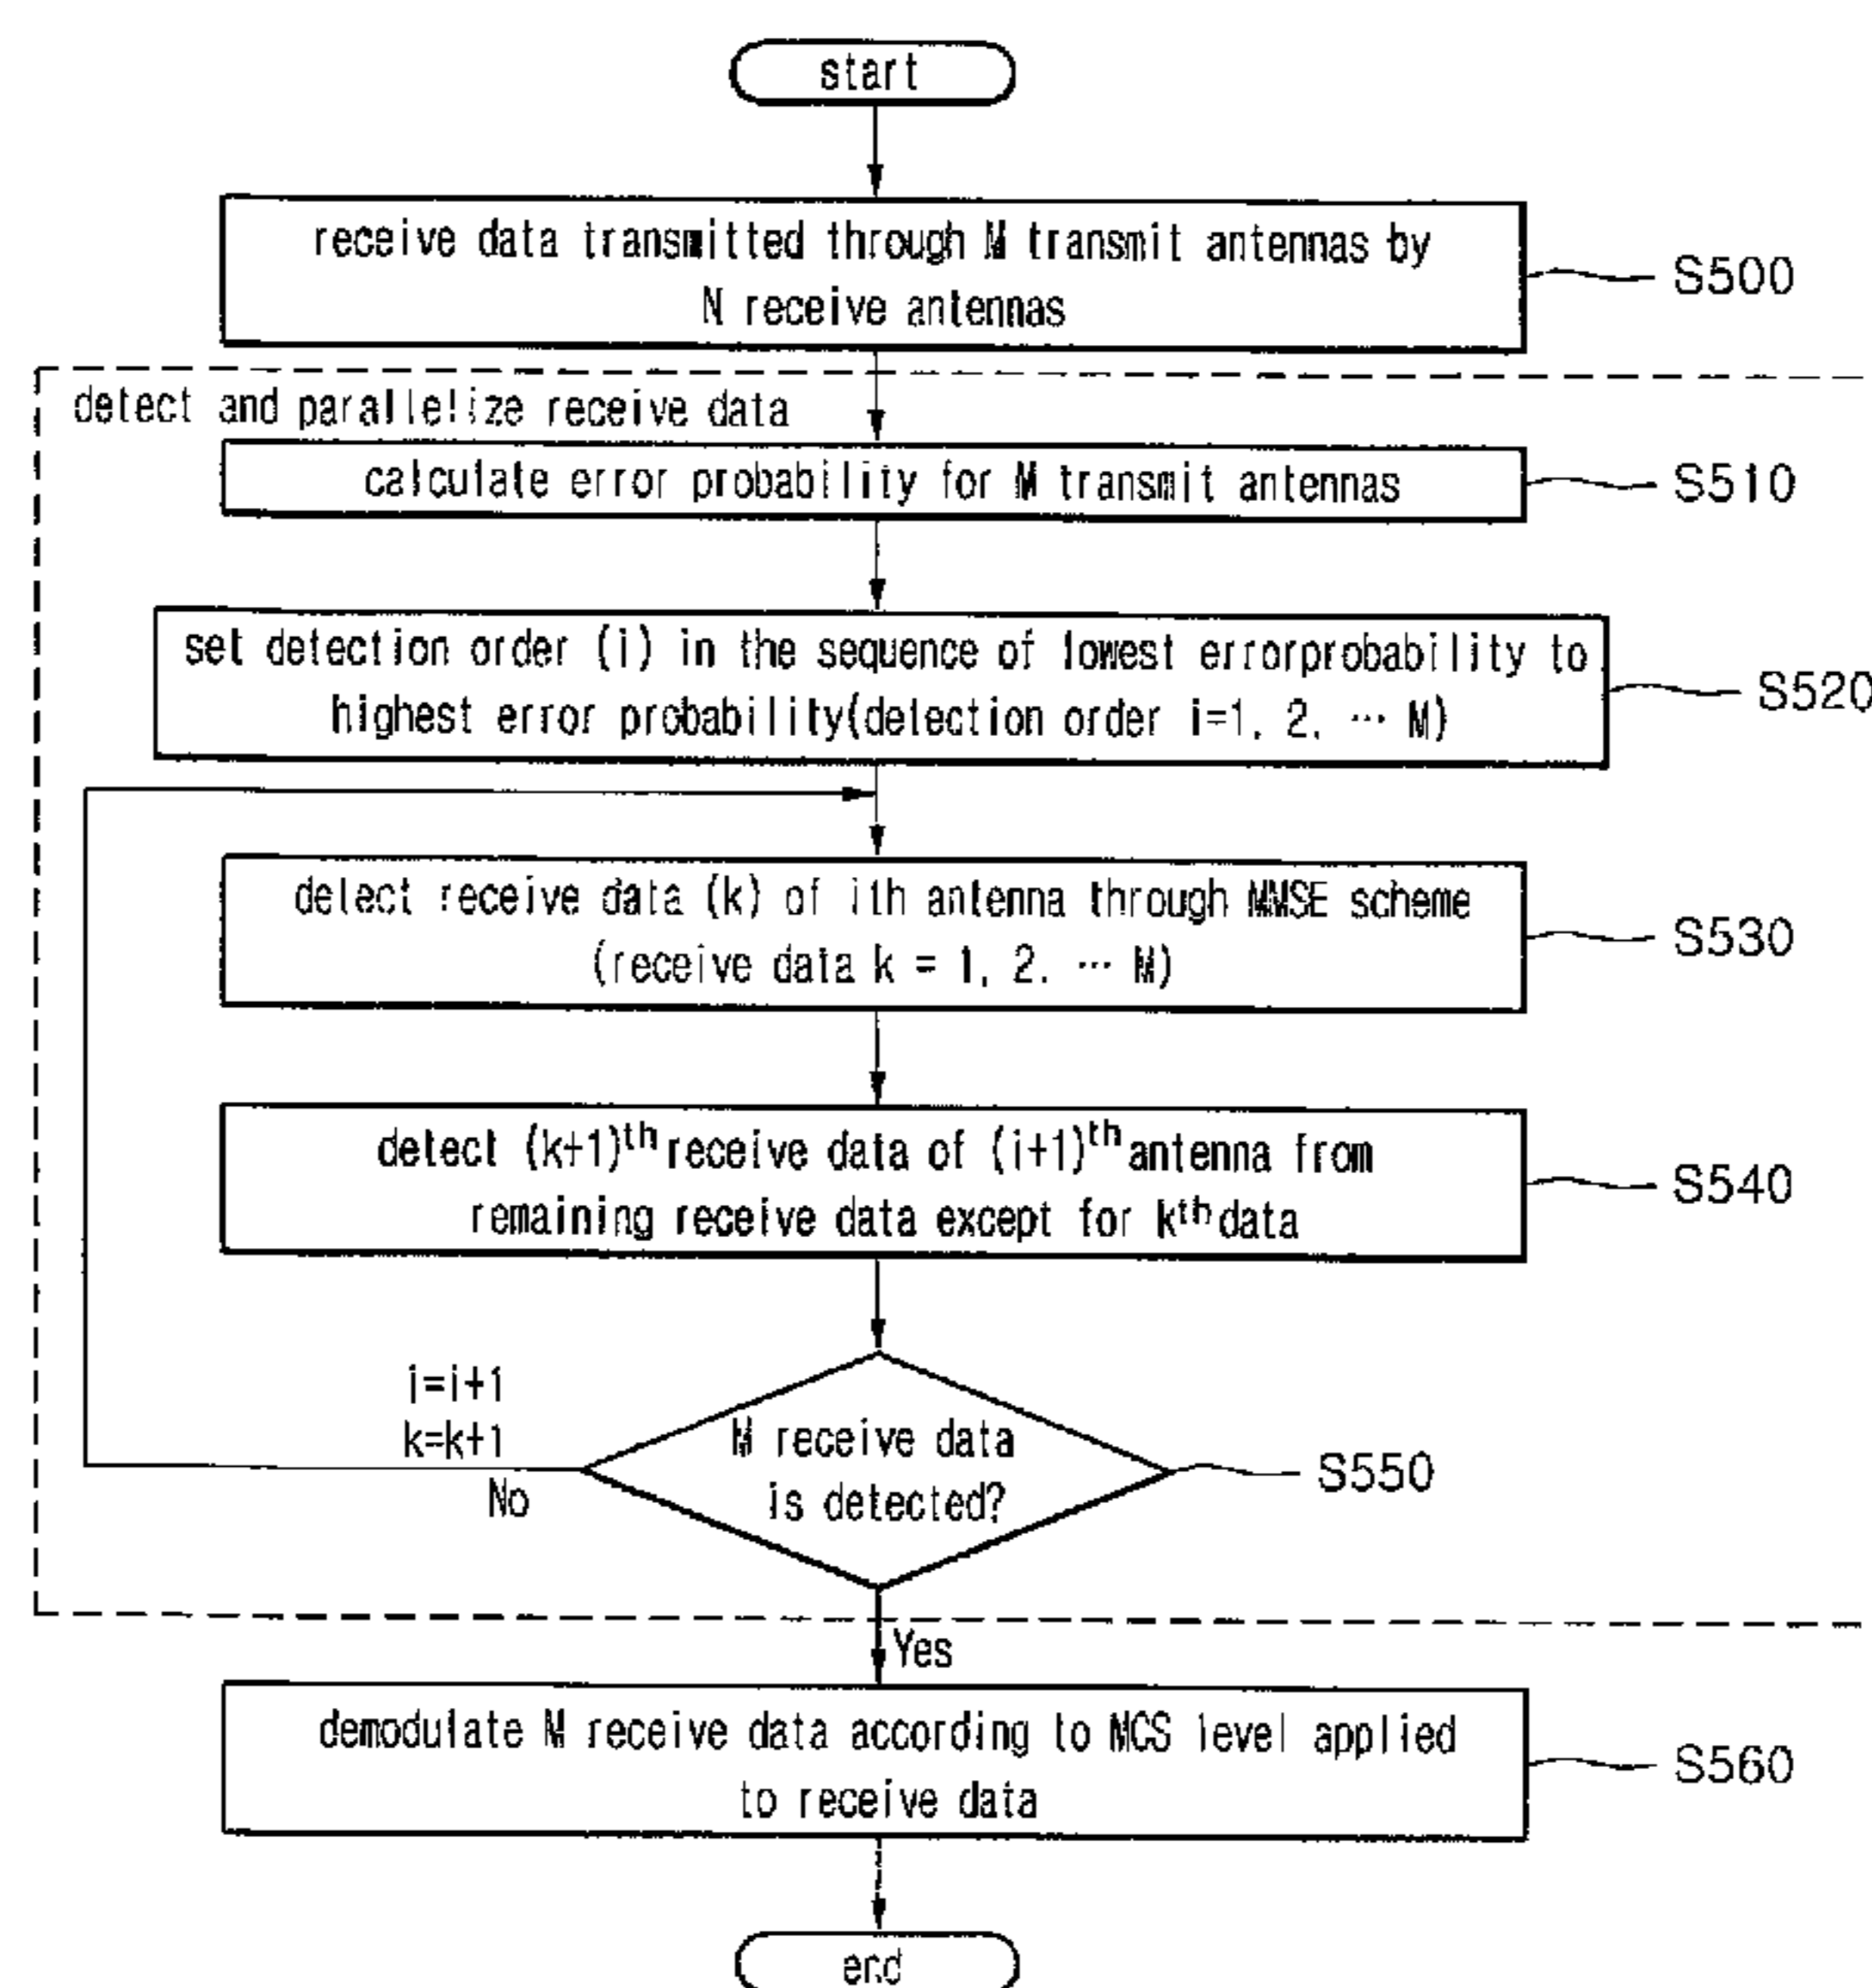 start
receive data transmitted through M transmit antennas by
N receive antennas
S500
detect and parallelize receive data
calculate error probability for M transmit antennas
S510
set detection order (i) in the sequence of lowest errorprobability to
highest error probability(detection order i=1, 2, ... M)
S520
detect receive data (k) of ith antenna through MMSE scheme
(receive data k = 1, 2. ... M)
S530
detect (k+1)th receive data of (i+1)th antenna from
remaining receive data except for kth data
S540
i=i+1
k=k+1
No
M receive data
is detected?
S550
Yes
demodulate M receive data according to MCS level applied
to receive data
S560
end